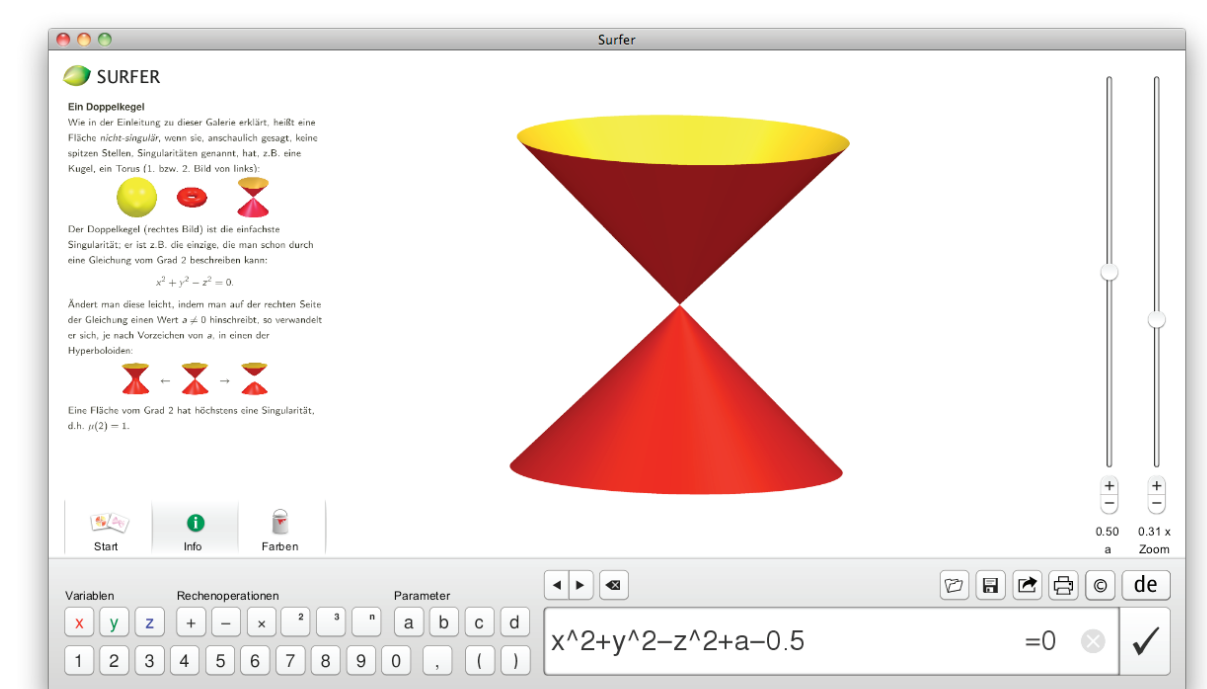 Surfer
SURFER
Ein Doppelkegel
Wie in der Einleitung zu dieser Galerie erklärt, heißt eine
Fläche nicht-singulär, wenn sie, anschaulich gesagt, keine
spitzen Stellen, Singularitäten genannt, hat, z.B. eine
Kugel, ein Torus (1. bzw. 2. Bild von links):
Der Doppelkegel (rechtes Bild) ist die einfachste
Singularität; er ist z.B. die einzige, die man schon durch
eine Gleichung vom Grad 2 beschreiben kann:
x² + y² − z² = 0.
Ändert man diese leicht, indem man auf der rechten Seite
der Gleichung einen Wert a ≠ 0 hinschreibt, so verwandelt
er sich, je nach Vorzeichen von a, in einen der
Hyperboloiden:
← →
Eine Fläche vom Grad 2 hat höchstens eine Singularität,
d.h. μ(2) = 1.
+ +
− −
0.50 0.31 x
a Zoom
Start Info Farben
Variablen Rechenoperationen Parameter
de
x y z + − × ² ³ ⁿ a b c d
1 2 3 4 5 6 7 8 9 0 , ( )
x^2+y^2−z^2+a−0.5 =0